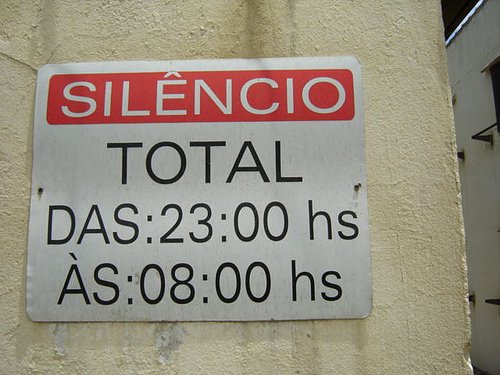 SILÊNCIO
TOTAL
DAS:23:00 hs
ÀS:08:00 hs